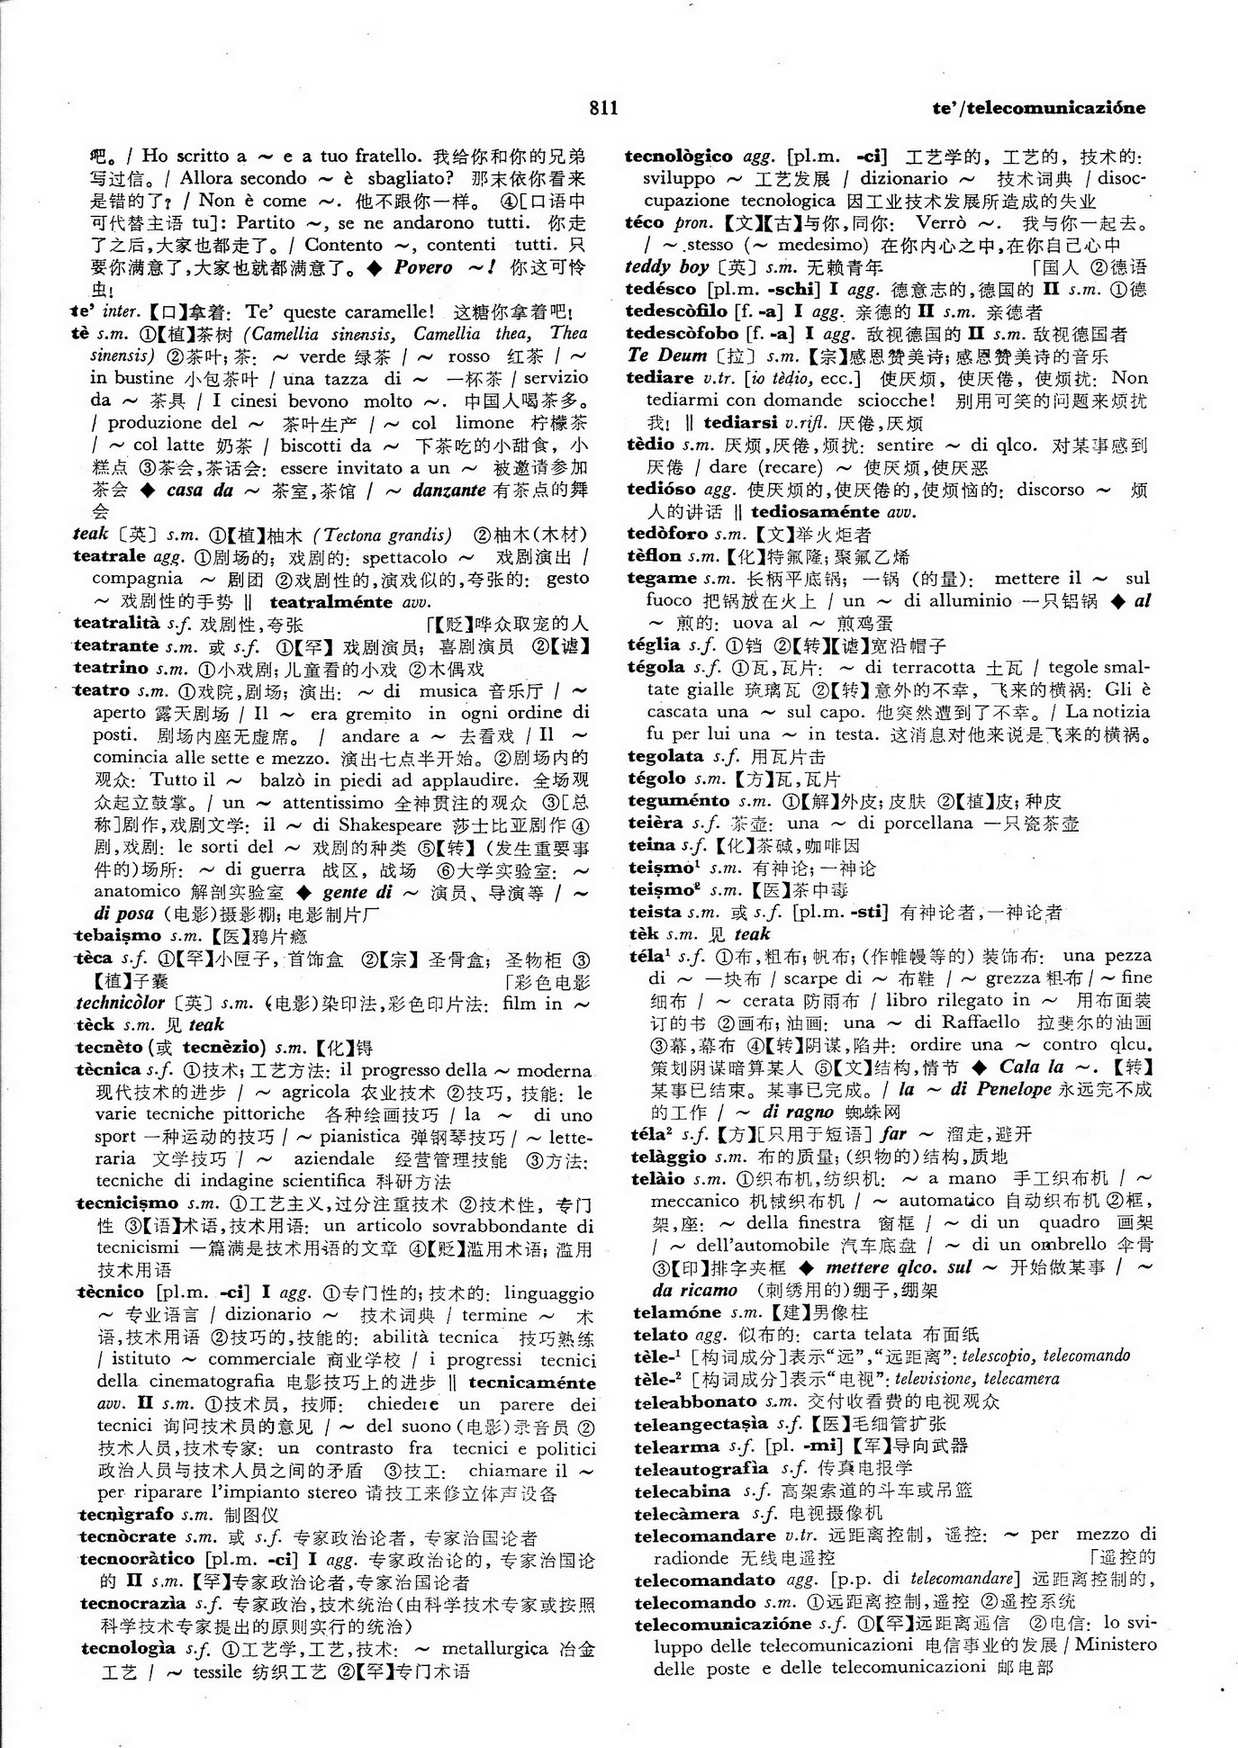 811
te’/telecomunicazióne
吧。/ Ho scritto a ～ e a tuo fratello. 我给你和你的兄弟
写过信。/ Allora secondo ～ è sbagliato? 那末依你看来
是错的了? / Non è come ～. 他不跟你一样。 ④[口语中
可代替主语 tu]: Partito ～, se ne andarono tutti. 你走
了之后,大家也都走了。/ Contento ～, contenti tutti. 只
要你满意了,大家也就都满意了。◆ Povero ～! 你这可怜
虫!
te’ inter.【口】拿着: Te’ queste caramelle! 这糖你拿着吧!
tè s.m. ①【植】茶树 (Camellia sinensis, Camellia thea, Thea
sinensis) ②茶叶; 茶: ～ verde 绿茶 / ～ rosso 红茶 / ～
in bustine 小包茶叶 / una tazza di ～ 一杯茶 / servizio
da ～ 茶具 / I cinesi bevono molto ～. 中国人喝茶多。
/ produzione del ～ 茶叶生产 / ～ col limone 柠檬茶
/ ～ col latte 奶茶 / biscotti da ～ 下茶吃的小甜食, 小
糕点 ③茶会,茶话会: essere invitato a un ～ 被邀请参加
茶会 ◆ casa da ～ 茶室,茶馆 / ～ danzante 有茶点的舞
会
teak〔英〕s.m. ①【植】柚木 (Tectona grandis) ②柚木(木材)
teatrale agg. ①剧场的; 戏剧的: spettacolo ～ 戏剧演出 /
compagnia ～ 剧团 ②戏剧性的,演戏似的,夸张的: gesto
～ 戏剧性的手势 ‖ teatralménte avv.
teatralità s.f. 戏剧性,夸张 「【贬】哗众取宠的人
teatrante s.m. 或 s.f. ①【罕】戏剧演员; 喜剧演员 ②【谑】
teatrino s.m. ①小戏剧;儿童看的小戏 ②木偶戏
teatro s.m. ①戏院,剧场; 演出: ～ di musica 音乐厅 / ～
aperto 露天剧场 / Il ～ era gremito in ogni ordine di
posti. 剧场内座无虚席。 / andare a ～ 去看戏 / Il ～
comincia alle sette e mezzo. 演出七点半开始。②剧场内的
观众: Tutto il ～ balzò in piedi ad applaudire. 全场观
众起立鼓掌。/ un ～ attentissimo 全神贯注的观众 ③[总
称]剧作,戏剧文学: il ～ di Shakespeare 莎士比亚剧作 ④
剧,戏剧: le sorti del ～ 戏剧的种类 ⑤【转】(发生重要事
件的)场所: ～ di guerra 战区, 战场 ⑥大学实验室: ～
anatomico 解剖实验室 ◆ gente di ～ 演员、导演等 / ～
di posa (电影)摄影棚; 电影制片厂
tebaișmo s.m.【医】鸦片瘾
tèca s.f. ①【罕】小匣子, 首饰盒 ②【宗】圣骨盒; 圣物柜 ③
【植】子囊 「彩色电影
technicòlor〔英〕s.m. (电影)染印法,彩色印片法: film in ～
tèck s.m. 见 teak
tecnèto (或 tecnèzio) s.m.【化】锝
tècnica s.f. ①技术; 工艺方法: il progresso della ～ moderna
现代技术的进步 / ～ agricola 农业技术 ②技巧, 技能: le
varie tecniche pittoriche 各种绘画技巧 / la ～ di uno
sport 一种运动的技巧 / ～ pianistica 弹钢琴技巧 / ～ lette-
raria 文学技巧 / ～ aziendale 经营管理技能 ③方法:
tecniche di indagine scientifica 科研方法
tecnicișmo s.m. ①工艺主义,过分注重技术 ②技术性, 专门
性 ③【语】术语,技术用语: un articolo sovrabbondante di
tecnicismi 一篇满是技术用语的文章 ④【贬】滥用术语; 滥用
技术用语
tècnico [pl.m. -ci] I agg. ①专门性的; 技术的: linguaggio
～ 专业语言 / dizionario ～ 技术词典 / termine ～ 术
语,技术用语 ②技巧的,技能的: abilità tecnica 技巧熟练
/ istituto ～ commerciale 商业学校 / i progressi tecnici
della cinematografia 电影技巧上的进步 ‖ tecnicaménte
avv. II s.m. ①技术员, 技师: chiedere un parere dei
tecnici 询问技术员的意见 / ～ del suono (电影)录音员 ②
技术人员,技术专家: un contrasto fra tecnici e politici
政治人员与技术人员之间的矛盾 ③技工: chiamare il ～
per riparare l’impianto stereo 请技工来修立体声设备
tecnìgrafo s.m. 制图仪
tecnòcrate s.m. 或 s.f. 专家政治论者, 专家治国论者
tecnocràtico [pl.m. -ci] I agg. 专家政治论的, 专家治国论
的 II s.m.【罕】专家政治论者,专家治国论者
tecnocrazìa s.f. 专家政治,技术统治(由科学技术专家或按照
科学技术专家提出的原则实行的统治)
tecnologìa s.f. ①工艺学,工艺,技术: ～ metallurgica 冶金
工艺 / ～ tessile 纺织工艺 ②【罕】专门术语
tecnològico agg. [pl.m. -ci] 工艺学的, 工艺的, 技术的:
sviluppo ～ 工艺发展 / dizionario ～ 技术词典 / disoc-
cupazione tecnologica 因工业技术发展所造成的失业
téco pron.【文】【古】与你,同你: Verrò ～. 我与你一起去。
/ ～ stesso (～ medesimo) 在你内心之中,在你自己心中
teddy boy〔英〕s.m. 无赖青年 「国人 ②德语
tedésco [pl.m. -schi] I agg. 德意志的,德国的 II s.m. ①德
tedescòfilo [f. -a] I agg. 亲德的 II s.m. 亲德者
tedescòfobo [f. -a] I agg. 敌视德国的 II s.m. 敌视德国者
Te Deum〔拉〕s.m.【宗】感恩赞美诗; 感恩赞美诗的音乐
tediare v.tr. [io tèdio, ecc.] 使厌烦, 使厌倦, 使烦扰: Non
tediarmi con domande sciocche! 别用可笑的问题来烦扰
我! ‖ tediarsi v.rifl. 厌倦,厌烦
tèdio s.m. 厌烦,厌倦,烦扰: sentire ～ di qlco. 对某事感到
厌倦 / dare (recare) ～ 使厌烦,使厌恶
tedióso agg. 使厌烦的,使厌倦的,使烦恼的: discorso ～ 烦
人的讲话 ‖ tediosaménte avv.
tedòforo s.m.【文】举火炬者
tèflon s.m.【化】特氟隆; 聚氟乙烯
tegame s.m. 长柄平底锅; 一锅 (的量): mettere il ～ sul
fuoco 把锅放在火上 / un ～ di alluminio 一只铝锅 ◆ al
～ 煎的: uova al ～ 煎鸡蛋
téglia s.f. ①铛 ②【转】【谑】宽沿帽子
tégola s.f. ①瓦,瓦片: ～ di terracotta 土瓦 / tegole smal-
tate gialle 琉璃瓦 ②【转】意外的不幸, 飞来的横祸: Gli è
cascata una ～ sul capo. 他突然遭到了不幸。/ La notizia
fu per lui una ～ in testa. 这消息对他来说是飞来的横祸。
tegolata s.f. 用瓦片击
tégolo s.m.【方】瓦,瓦片
teguménto s.m. ①【解】外皮; 皮肤 ②【植】皮; 种皮
teièra s.f. 茶壶: una ～ di porcellana 一只瓷茶壶
teina s.f.【化】茶碱,咖啡因
teișmo¹ s.m. 有神论; 一神论
teișmo² s.m.【医】茶中毒
teista s.m. 或 s.f. [pl.m. -sti] 有神论者,一神论者
tèk s.m. 见 teak
téla¹ s.f. ①布,粗布; 帆布; (作帷幔等的) 装饰布: una pezza
di ～ 一块布 / scarpe di ～ 布鞋 / ～ grezza 粗布 / ～ fine
细布 / ～ cerata 防雨布 / libro rilegato in ～ 用布面装
订的书 ②画布; 油画: una ～ di Raffaello 拉斐尔的油画
③幕,幕布 ④【转】阴谋,陷井: ordire una ～ contro qlcu.
策划阴谋暗算某人 ⑤【文】结构,情节 ◆ Cala la ～.【转】
某事已结束。某事已完成。/ la ～ di Penelope 永远完不成
的工作 / ～ di ragno 蜘蛛网
téla² s.f.【方】[只用于短语] far ～ 溜走,避开
telàggio s.m. 布的质量; (织物的)结构,质地
telàio s.m. ①织布机,纺织机: ～ a mano 手工织布机 / ～
meccanico 机械织布机 / ～ automatico 自动织布机 ②框,
架,座: ～ della finestra 窗框 / ～ di un quadro 画架
/ ～ dell’automobile 汽车底盘 / ～ di un ombrello 伞骨
③【印】排字夹框 ◆ mettere qlco. sul ～ 开始做某事 / ～
da ricamo (刺绣用的)绷子,绷架
telamóne s.m.【建】男像柱
telato agg. 似布的: carta telata 布面纸
tèle-¹ [构词成分]表示“远”,“远距离”: telescopio, telecomando
tèle-² [构词成分]表示“电视”: televisione, telecamera
teleabbonato s.m. 交付收看费的电视观众
teleangectașìa s.f.【医】毛细管扩张
telearma s.f. [pl. -mi]【军】导向武器
teleautografìa s.f. 传真电报学
telecabina s.f. 高架索道的斗车或吊篮
telecàmera s.f. 电视摄像机
telecomandare v.tr. 远距离控制, 遥控: ～ per mezzo di
radionde 无线电遥控 「遥控的
telecomandato agg. [p.p. di telecomandare] 远距离控制的,
telecomando s.m. ①远距离控制,遥控 ②遥控系统
telecomunicazióne s.f. ①【罕】远距离通信 ②电信: lo svi-
luppo delle telecomunicazioni 电信事业的发展 / Ministero
delle poste e delle telecomunicazioni 邮电部